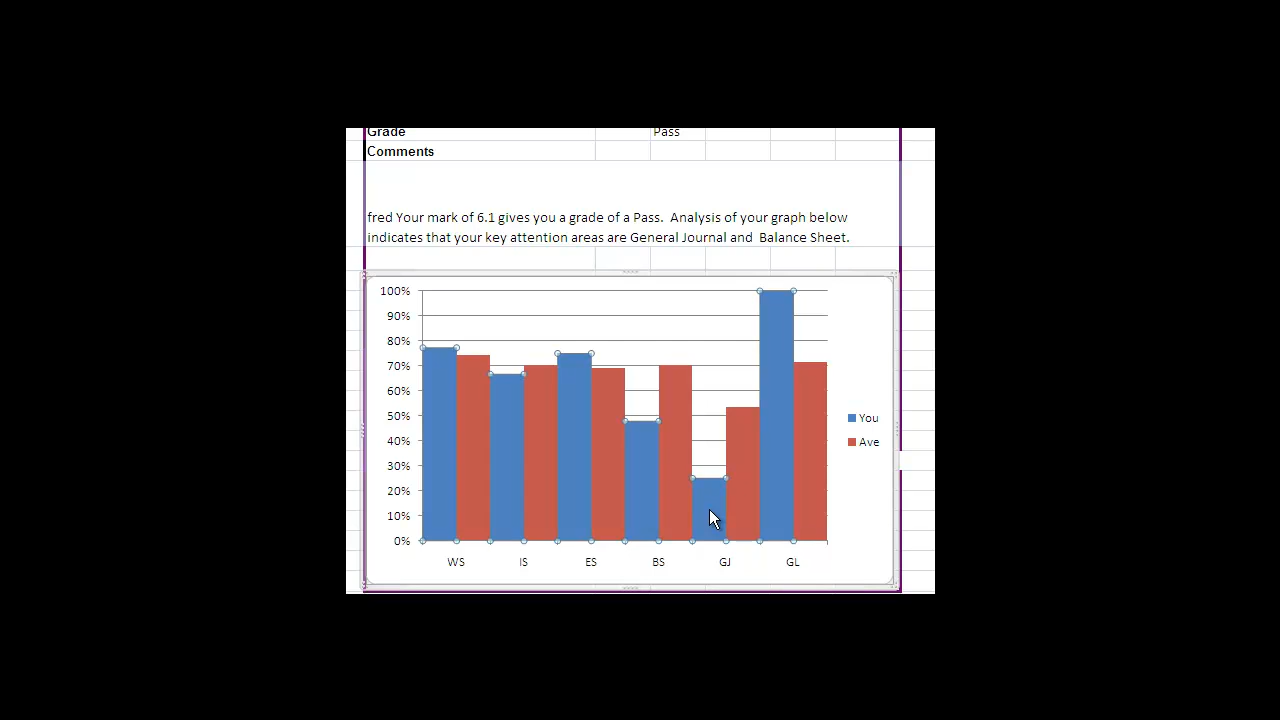 Grade Pass
Comments
fred Your mark of 6.1 gives you a grade of a Pass.  Analysis of your graph below
indicates that your key attention areas are General Journal and  Balance Sheet.
100%
90%
80%
70%
60%
50%
40%
30%
20%
10%
0%
WS IS ES BS GJ GL
You
Ave